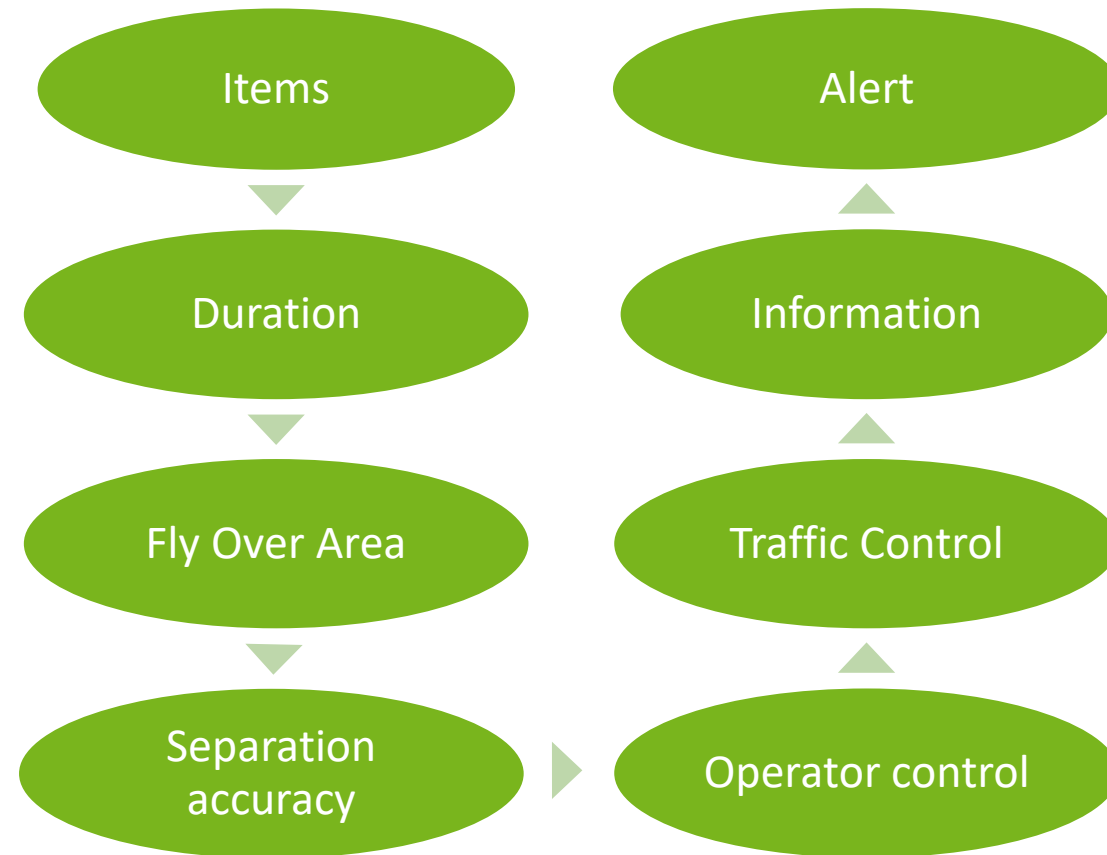 Items
Duration
Fly Over Area
Separation
accuracy
Operator control
Traffic Control
Information
Alert